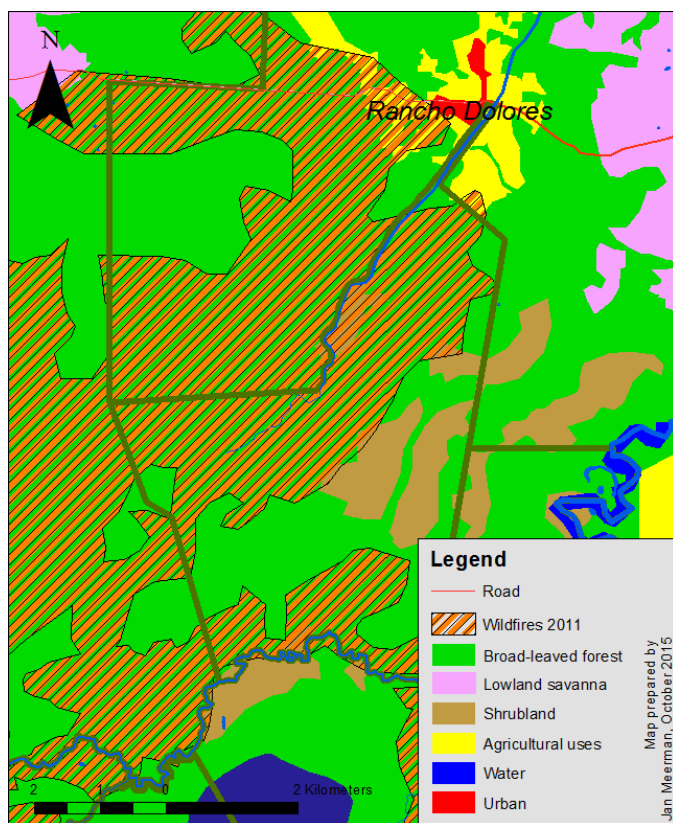 N
Rancho Dolores
Legend
Road
Wildfires 2011
Broad-leaved forest
Lowland savanna
Shrubland
Agricultural uses
Water
Urban
Map prepared by
Jan Meerman, October 2015
2 1 0 2 Kilometers